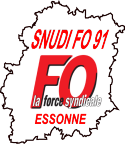 SNUDI FO 91
FO
la force syndicale
ESSONNE